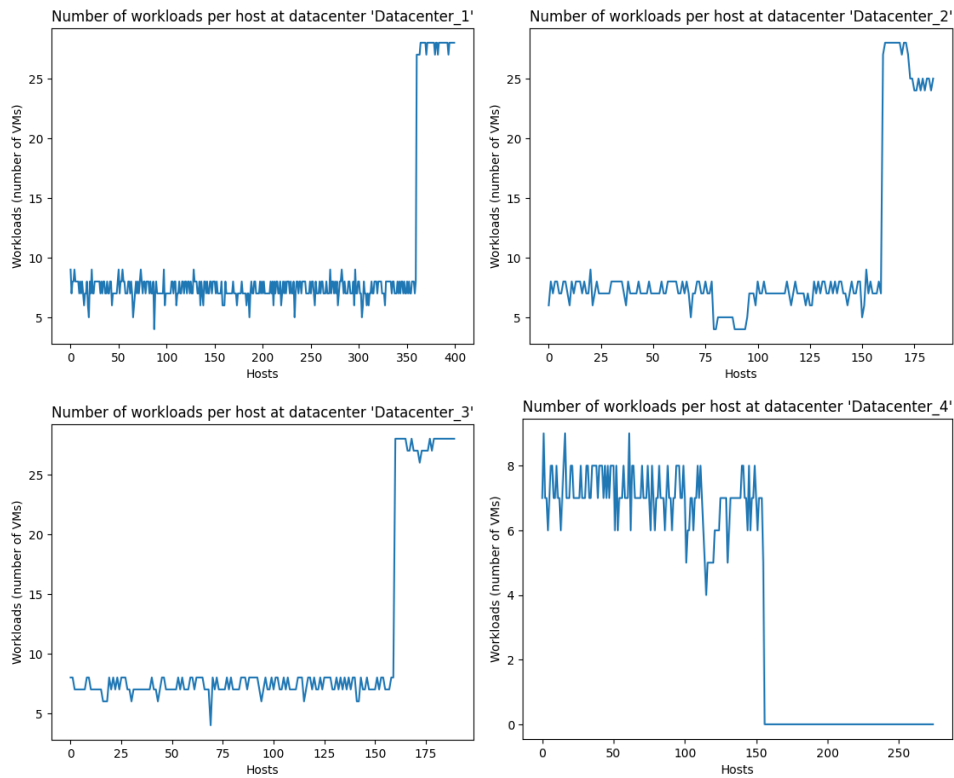 Number of workloads per host at datacenter 'Datacenter_1'
Workloads (number of VMs)
25
20
15
10
5
0 50 100 150 200 250 300 350 400
Hosts
Number of workloads per host at datacenter 'Datacenter_2'
Workloads (number of VMs)
25
20
15
10
5
0 25 50 75 100 125 150 175
Hosts
Number of workloads per host at datacenter 'Datacenter_3'
Workloads (number of VMs)
25
20
15
10
5
0 25 50 75 100 125 150 175
Hosts
Number of workloads per host at datacenter 'Datacenter_4'
Workloads (number of VMs)
8
6
4
2
0
0 50 100 150 200 250
Hosts